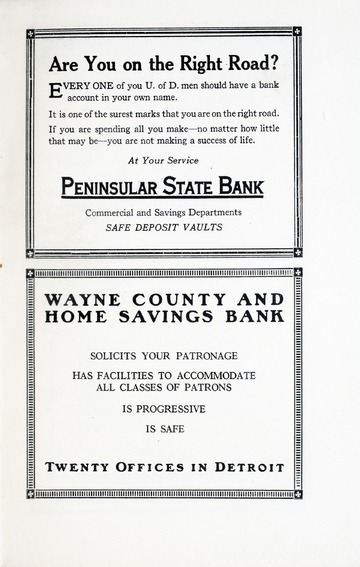 Are You on the Right Road?
EVERY ONE of you U. of D. men should have a bank
account in your own name.
It is one of the surest marks that you are on the right road.
If you are spending all you make—no matter how little
that may be—you are not making a success of life.
At Your Service
PENINSULAR STATE BANK
Commercial and Savings Departments
SAFE DEPOSIT VAULTS
WAYNE COUNTY AND
HOME SAVINGS BANK
SOLICITS YOUR PATRONAGE
HAS FACILITIES TO ACCOMMODATE
ALL CLASSES OF PATRONS
IS PROGRESSIVE
IS SAFE
TWENTY OFFICES IN DETROIT